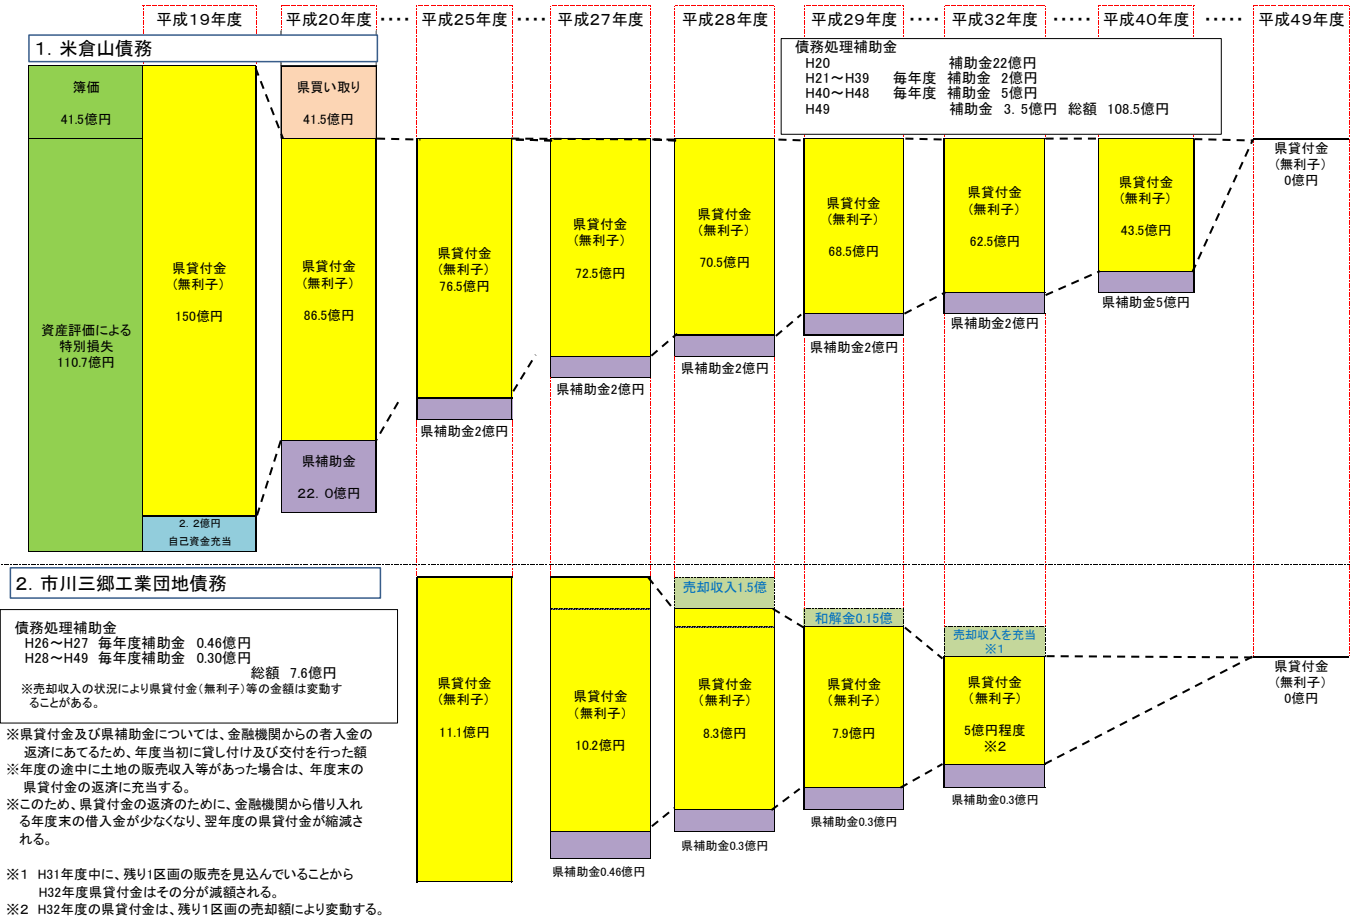 平成19年度 平成20年度 ‥‥ 平成25年度 ‥‥ 平成27年度 平成28年度 平成29年度 ‥‥ 平成32年度 ‥‥‥ 平成40年度 ‥‥‥ 平成49年度
1．米倉山債務
債務処理補助金
H20 補助金22億円
H21～H39 毎年度 補助金 2億円
H40～H48 毎年度 補助金 5億円
H49 補助金 3．5億円 総額 108.5億円
簿価
41.5億円
資産評価による
特別損失
110.7億円
県貸付金
(無利子)
150億円
2．2億円
自己資金充当
県買い取り
41.5億円
県貸付金
(無利子)
86.5億円
県補助金
22．0億円
県貸付金
(無利子)
76.5億円
県補助金2億円
県貸付金
(無利子)
72.5億円
県補助金2億円
県貸付金
(無利子)
70.5億円
県補助金2億円
県貸付金
(無利子)
68.5億円
県補助金2億円
県貸付金
(無利子)
62.5億円
県補助金2億円
県貸付金
(無利子)
43.5億円
県補助金5億円
県貸付金
(無利子)
0億円
2．市川三郷工業団地債務
債務処理補助金
H26～H27 毎年度補助金 0.46億円
H28～H49 毎年度補助金 0.30億円
総額 7.6億円
※売却収入の状況により県貸付金(無利子)等の金額は変動す
ることがある。
※県貸付金及び県補助金については、金融機関からの者入金の
返済にあてるため、年度当初に貸し付け及び交付を行った額
※年度の途中に土地の販売収入等があった場合は、年度末の
県貸付金の返済に充当する。
※このため、県貸付金の返済のために、金融機関から借り入れ
る年度末の借入金が少なくなり、翌年度の県貸付金が縮減さ
れる。
※1 H31年度中に、残り1区画の販売を見込んでいることから
H32年度県貸付金はその分が減額される。
※2 H32年度の県貸付金は、残り1区画の売却額により変動する。
県貸付金
(無利子)
11.1億円
県貸付金
(無利子)
10.2億円
県補助金0.46億円
売却収入1.5億
県貸付金
(無利子)
8.3億円
県補助金0.3億円
和解金0.15億
県貸付金
(無利子)
7.9億円
県補助金0.3億円
売却収入を充当
※1
県貸付金
(無利子)
5億円程度
※2
県補助金0.3億円
県貸付金
(無利子)
0億円